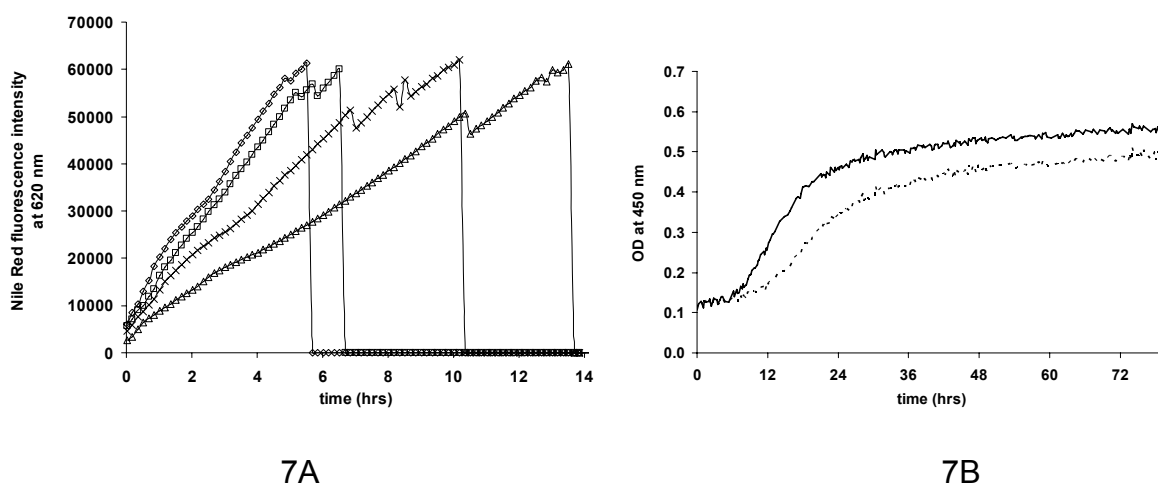 70000
60000
50000
40000
30000
20000
10000
0
Nile Red fluorescence intensity
at 620 nm
0 2 4 6 8 10 12 14
time (hrs)
7A
0.7
0.6
0.5
0.4
0.3
0.2
0.1
0.0
OD at 450 nm
0 12 24 36 48 60 72
time (hrs)
7B